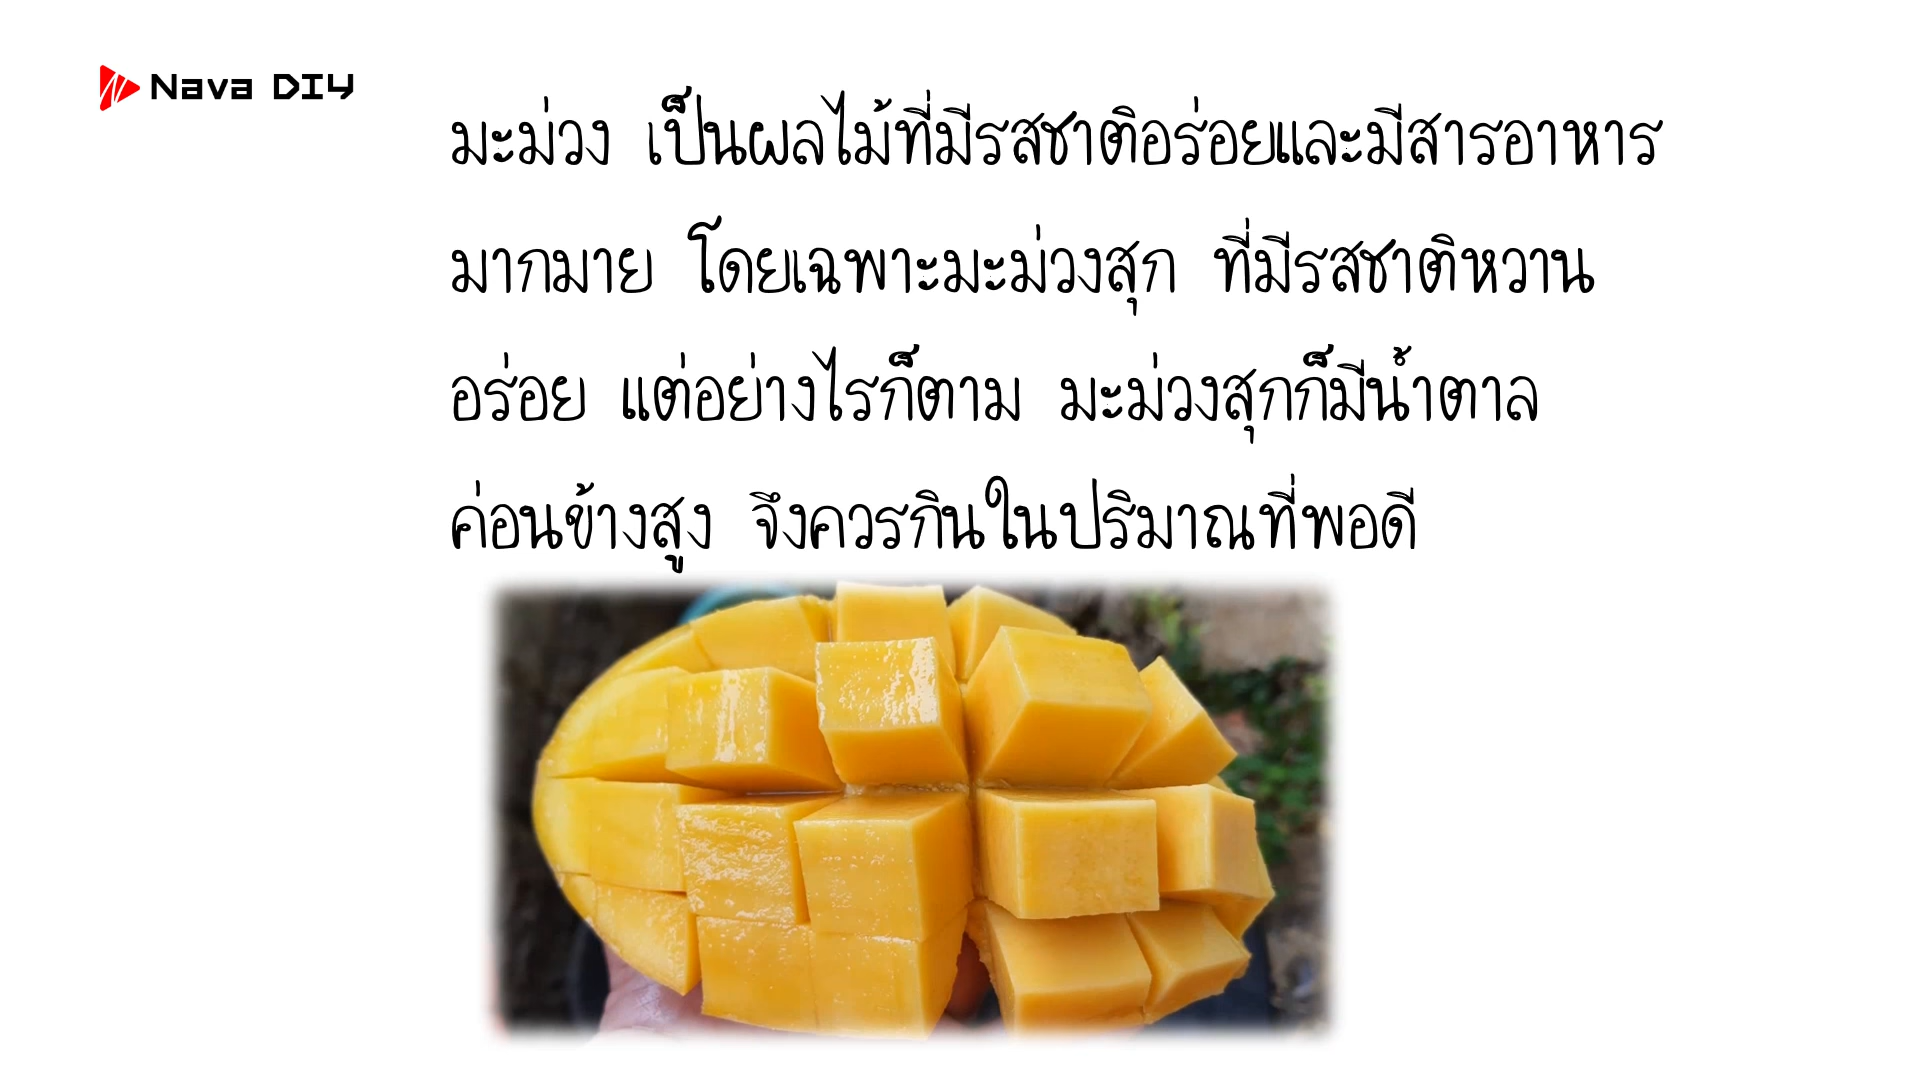 Nava DIY
มะม่วง เป็นผลไม้ที่มีรสชาติอร่อยและมีสารอาหาร
มากมาย โดยเฉพาะมะม่วงสุก ที่มีรสชาติหวาน
อร่อย แต่อย่างไรก็ตาม มะม่วงสุกก็มีน้ำตาล
ค่อนข้างสูง จึงควรกินในปริมาณที่พอดี